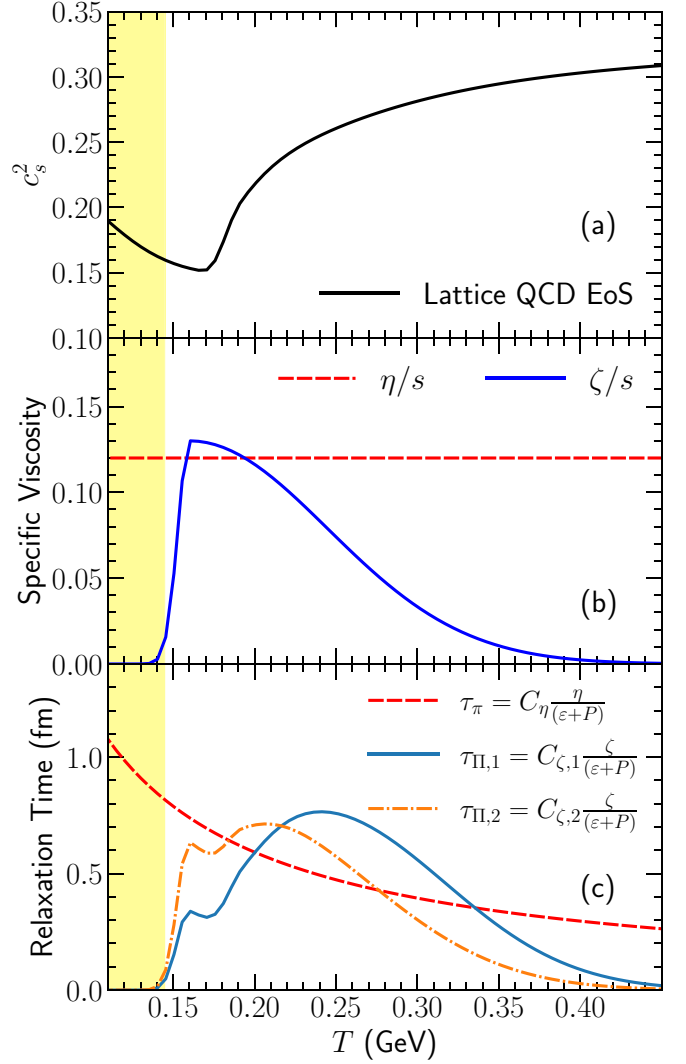 0.35
0.30
0.25
0.20
0.15
0.10
c_s^2
(a)
Lattice QCD EoS
0.15
0.10
0.05
0.00
Specific Viscosity
η/s
ζ/s
(b)
1.0
0.5
0.0
Relaxation Time (fm)
τ_π = C_η η/(ε+P)
τ_Π,1 = C_ζ,1 ζ/(ε+P)
τ_Π,2 = C_ζ,2 ζ/(ε+P)
(c)
0.15 0.20 0.25 0.30 0.35 0.40
T (GeV)